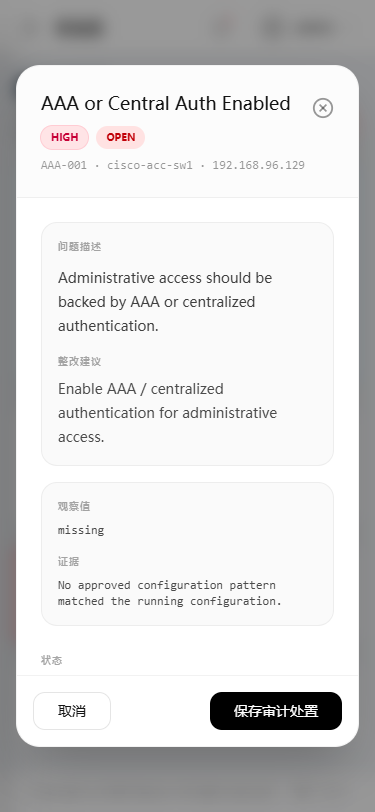 AAA or Central Auth Enabled
HIGH OPEN
AAA-001 · cisco-acc-sw1 · 192.168.96.129
问题描述
Administrative access should be
backed by AAA or centralized
authentication.
整改建议
Enable AAA / centralized
authentication for administrative
access.
观察值
missing
证据
No approved configuration pattern
matched the running configuration.
状态
取消 保存审计处置